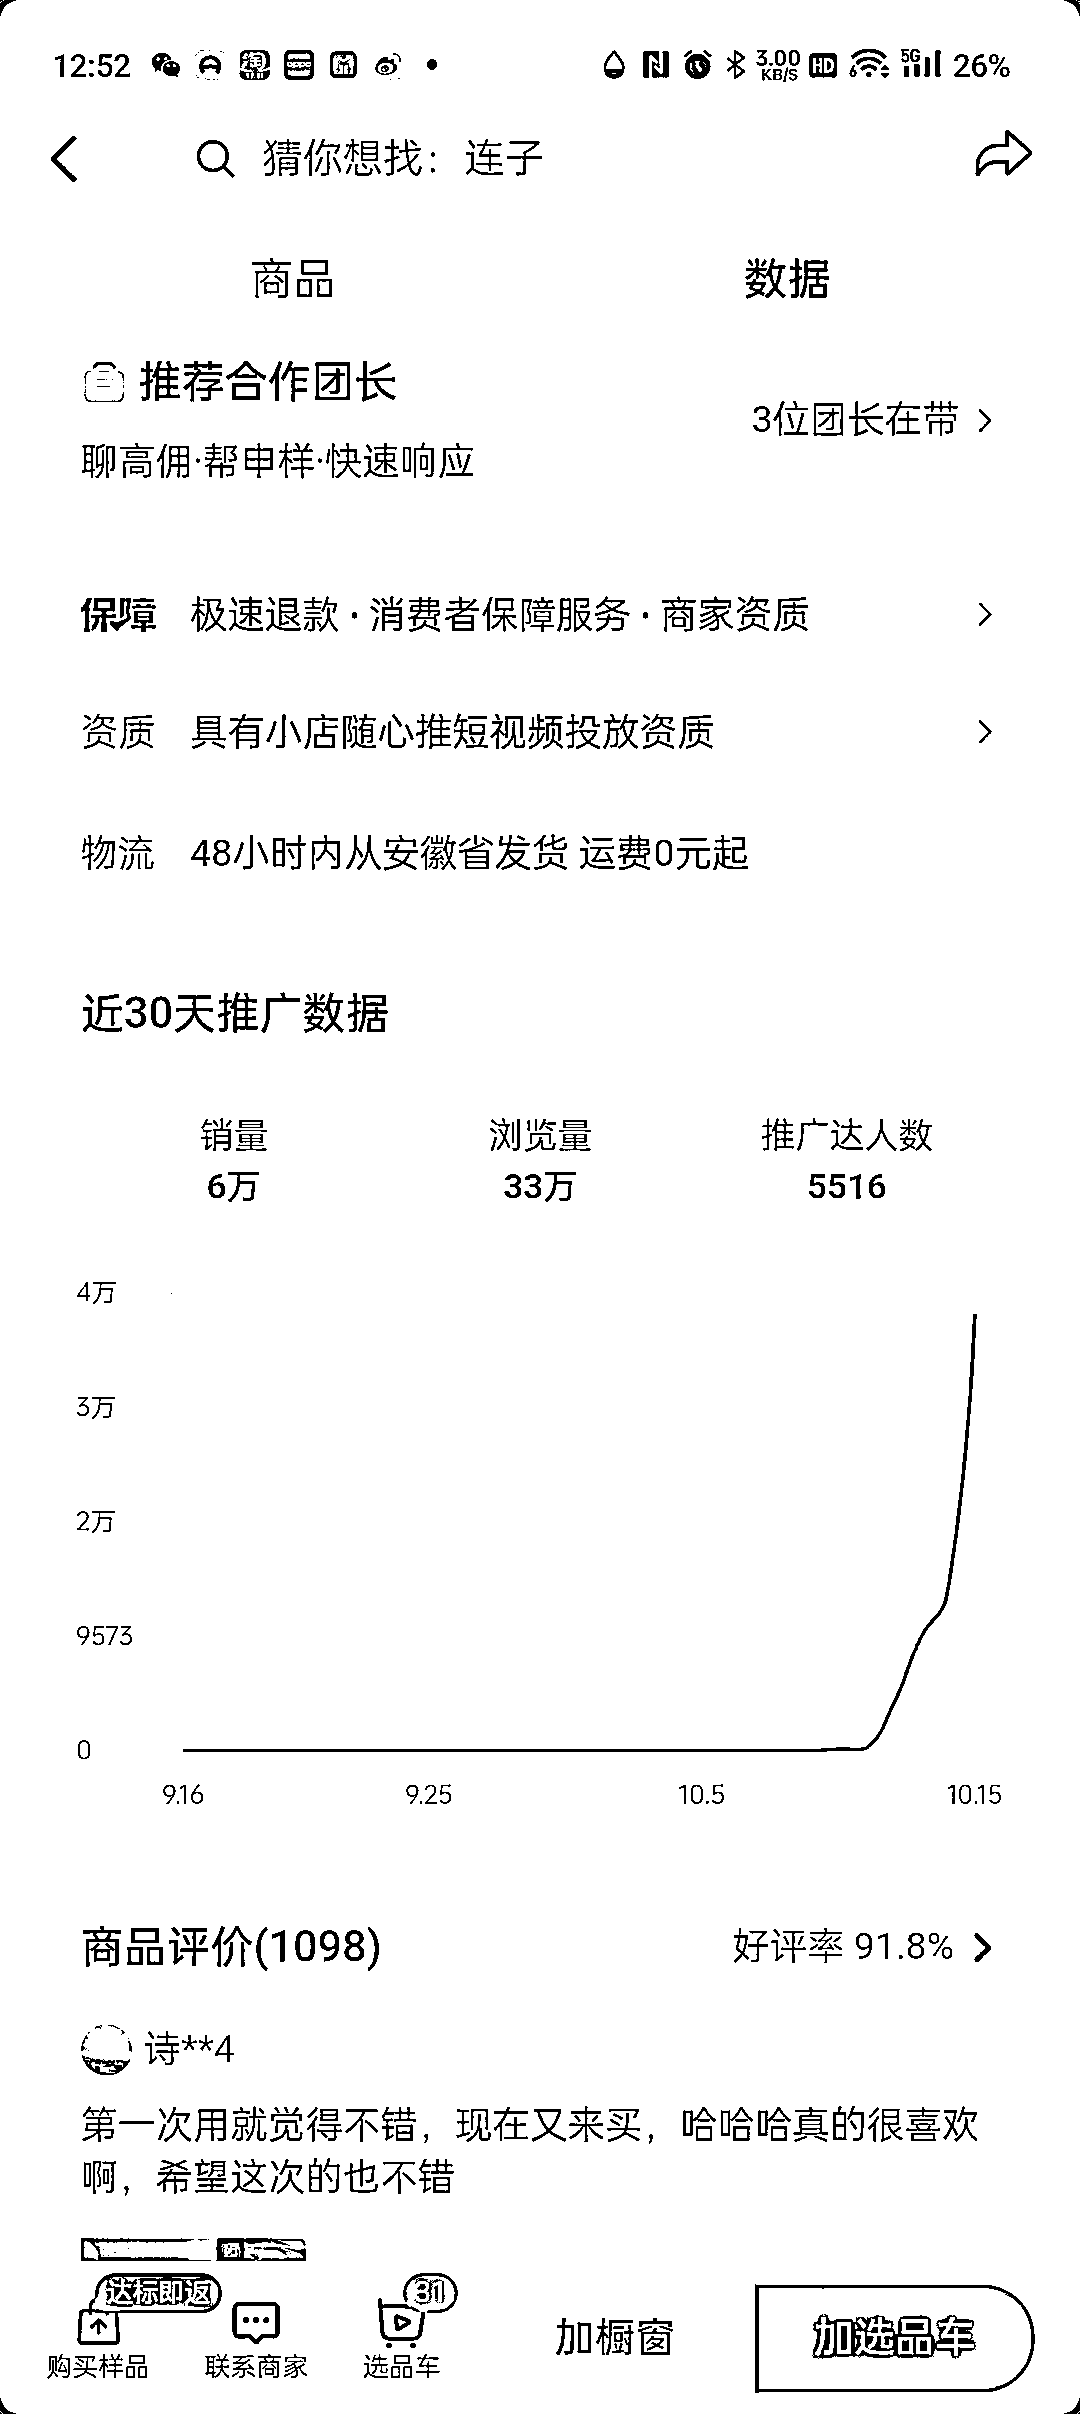 12:52 3.00 KB/S HD 5G 26%
猜你想找：连子
商品 数据
推荐合作团长
3位团长在带
聊高佣·帮申样·快速响应
保障 极速退款·消费者保障服务·商家资质
资质 具有小店随心推短视频投放资质
物流 48小时内从安徽省发货 运费0元起
近30天推广数据
销量 浏览量 推广达人数
6万 33万 5516
4万
3万
2万
9573
0
9.16 9.25 10.5 10.15
商品评价(1098) 好评率 91.8%
诗**4
第一次用就觉得不错，现在又来买，哈哈哈真的很喜欢
啊，希望这次的也不错
达标即返 31
购买样品 联系商家 选品车 加橱窗 加选品车